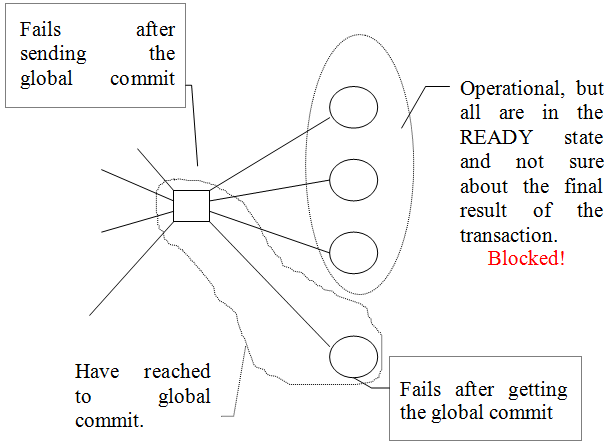 Fails after
sending the
global commit
Operational, but
all are in the
READY state
and not sure
about the final
result of the
transaction.
Blocked!
Have reached
to global
commit.
Fails after getting
the global commit